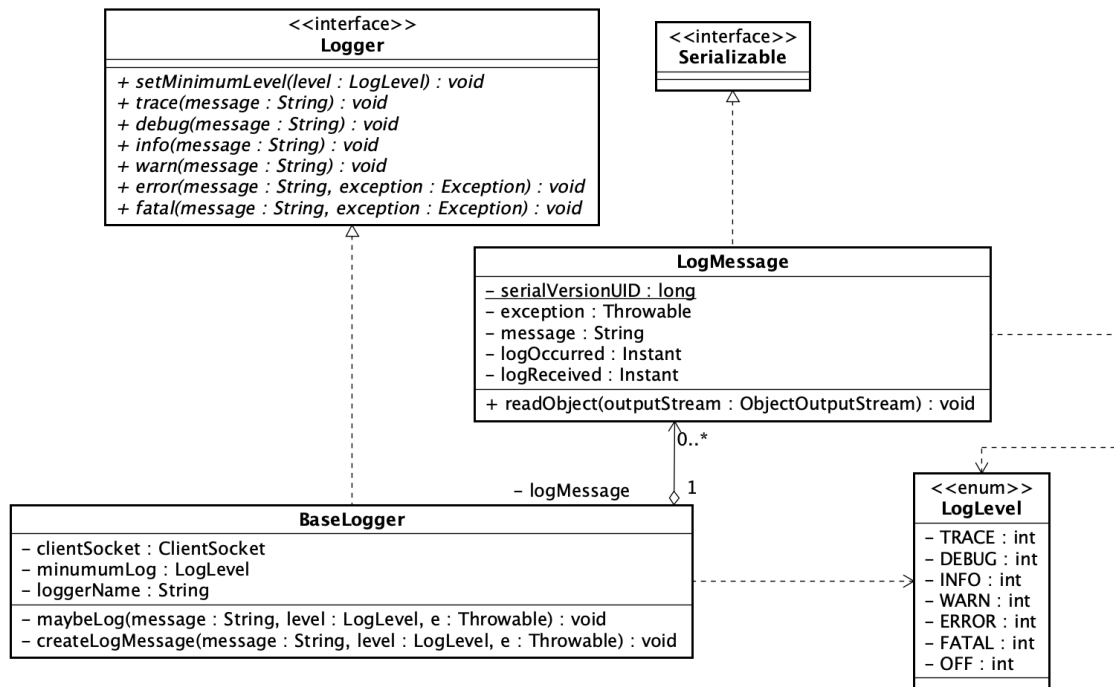 <<interface>>
Logger
+ setMinimumLevel(level : LogLevel) : void
+ trace(message : String) : void
+ debug(message : String) : void
+ info(message : String) : void
+ warn(message : String) : void
+ error(message : String, exception : Exception) : void
+ fatal(message : String, exception : Exception) : void
<<interface>>
Serializable
LogMessage
– serialVersionUID : long
– exception : Throwable
– message : String
– logOccurred : Instant
– logReceived : Instant
+ readObject(outputStream : ObjectOutputStream) : void
0..*
– logMessage
1
BaseLogger
– clientSocket : ClientSocket
– minumumLog : LogLevel
– loggerName : String
– maybeLog(message : String, level : LogLevel, e : Throwable) : void
– createLogMessage(message : String, level : LogLevel, e : Throwable) : void
<<enum>>
LogLevel
– TRACE : int
– DEBUG : int
– INFO : int
– WARN : int
– ERROR : int
– FATAL : int
– OFF : int